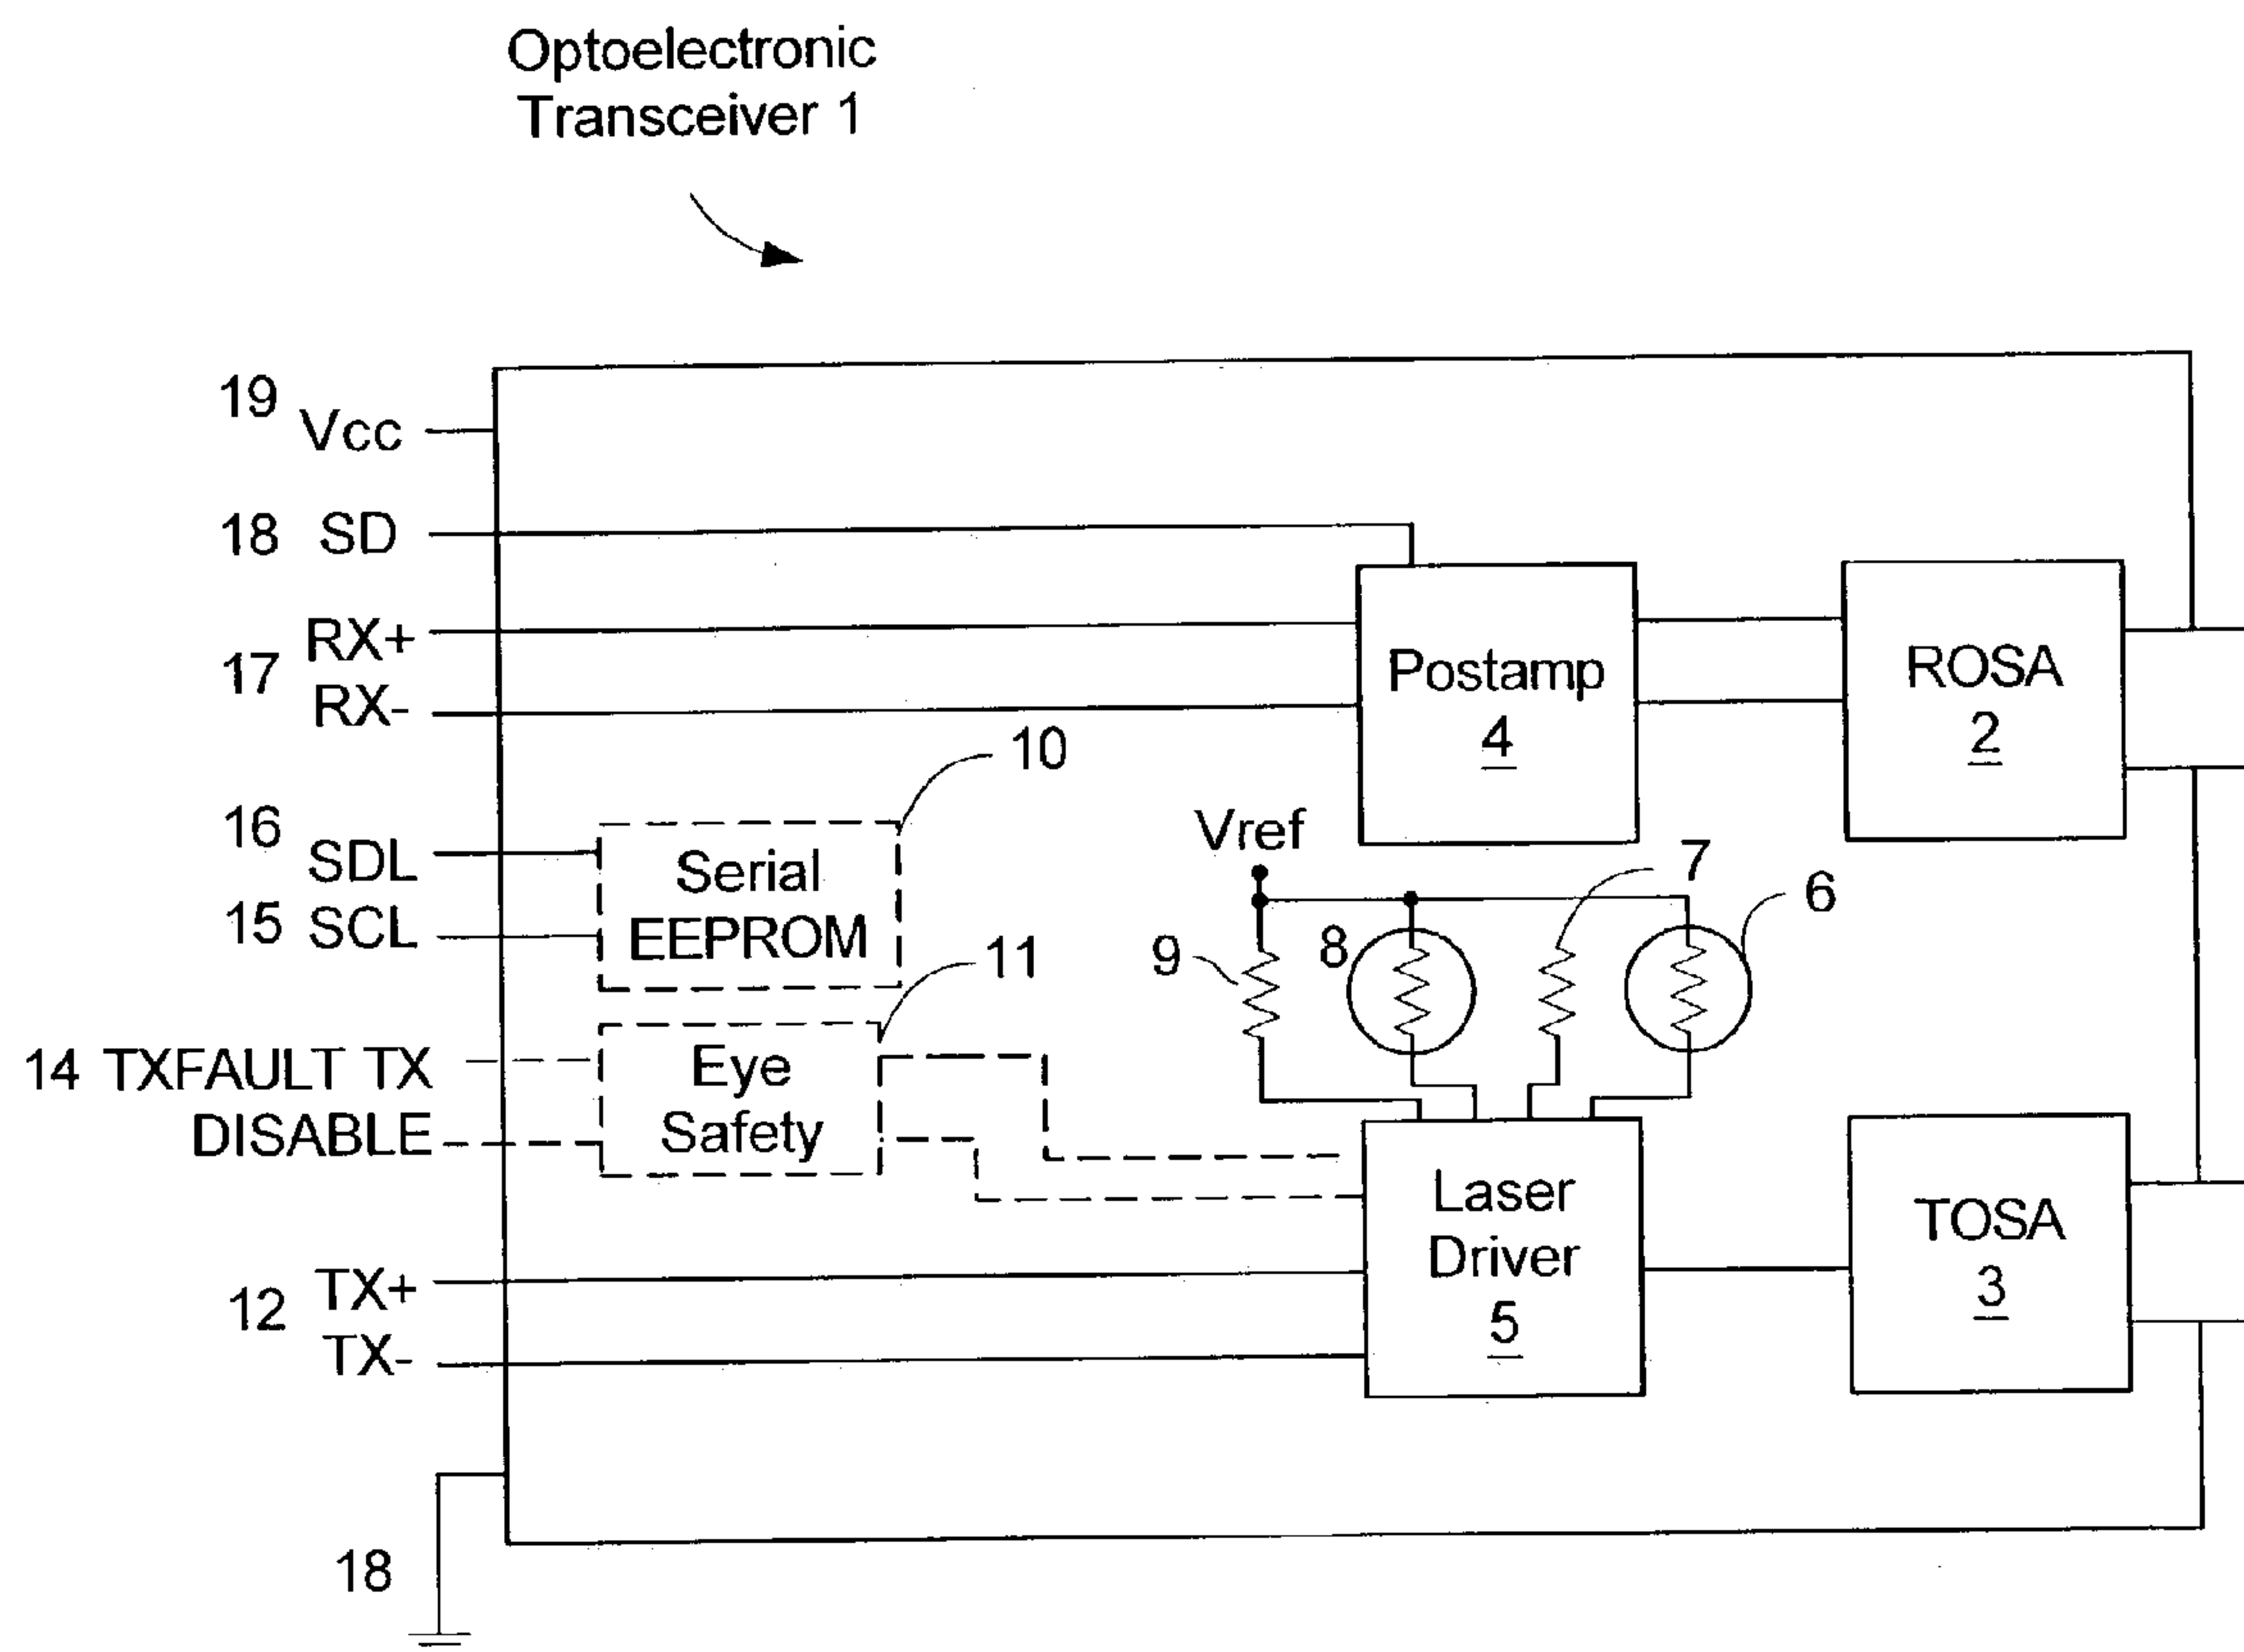 Optoelectronic
Transceiver 1
19
Vcc
18 SD
RX+
17
RX-
Postamp
4
ROSA
2
10
16
SDL
15 SCL
Serial
EEPROM
Vref
7
6
9
8
11
14 TXFAULT TX
DISABLE
Eye
Safety
Laser
Driver
5
TOSA
3
12
TX+
TX-
18